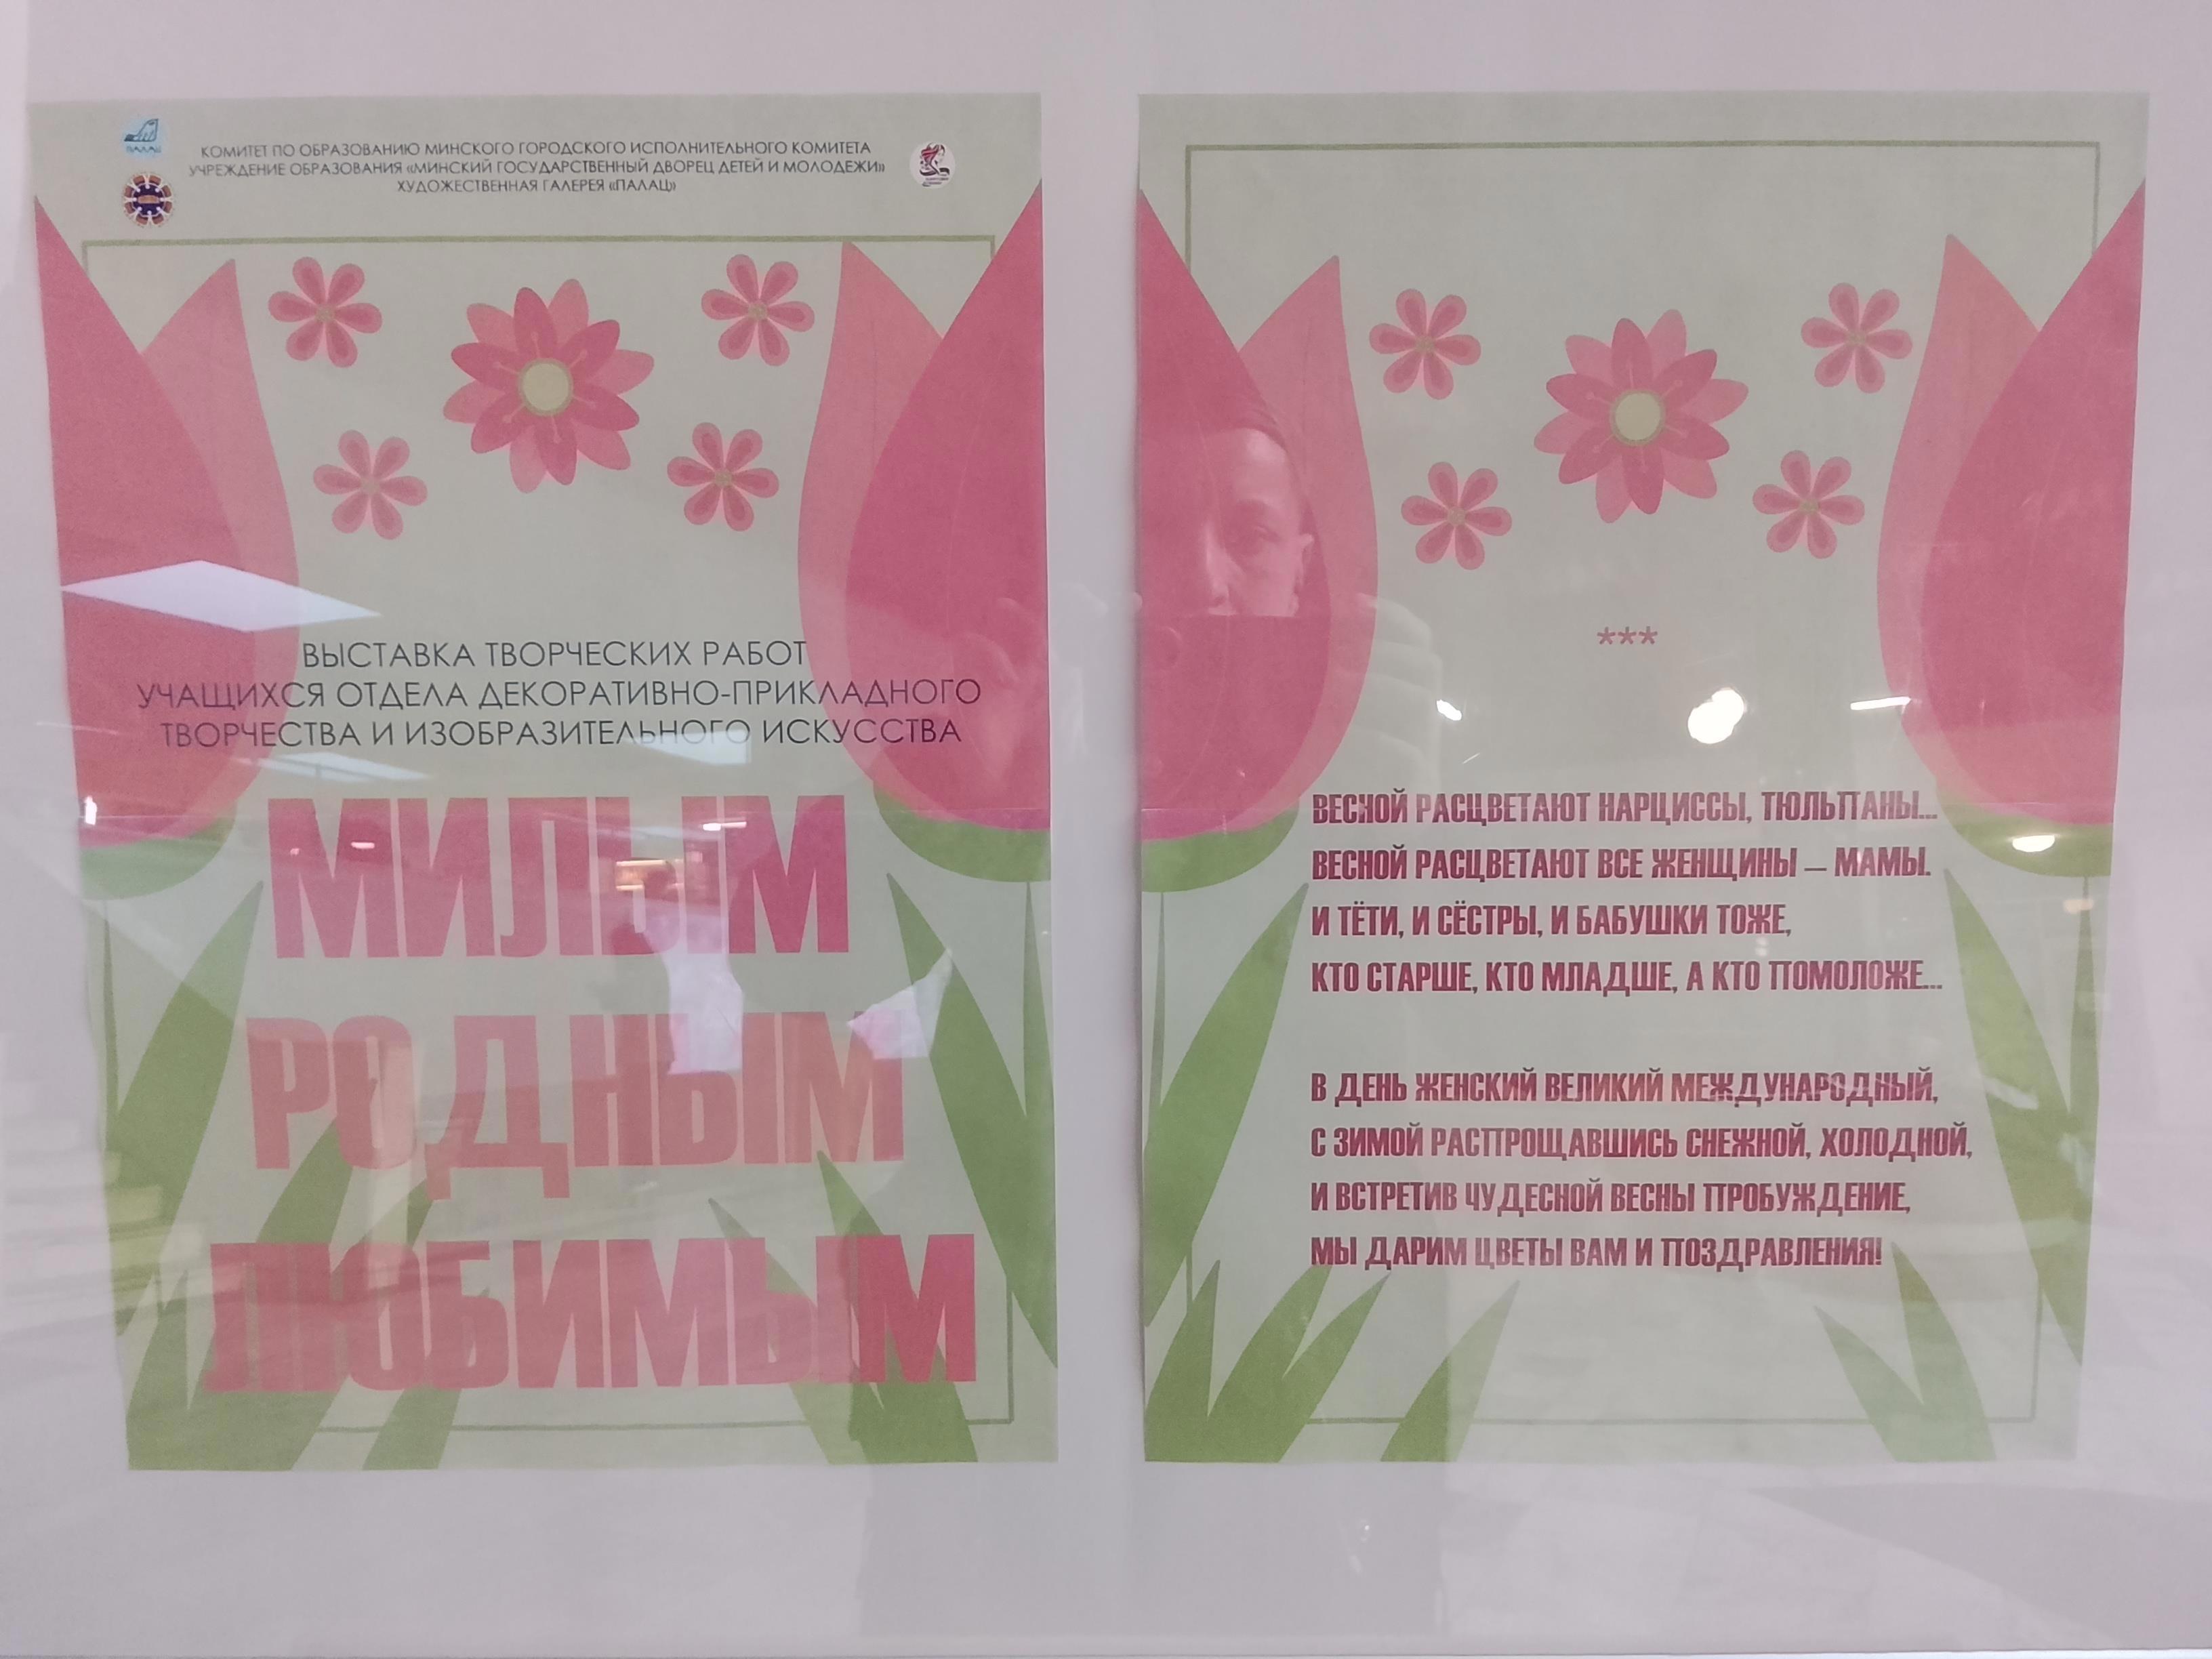 КОМИТЕТ ПО ОБРАЗОВАНИЮ МИНСКОГО ГОРОДСКОГО ИСПОЛНИТЕЛЬНОГО КОМИТЕТА
УЧРЕЖДЕНИЕ ОБРАЗОВАНИЯ «МИНСКИЙ ГОСУДАРСТВЕННЫЙ ДВОРЕЦ ДЕТЕЙ И МОЛОДЕЖИ»
ХУДОЖЕСТВЕННАЯ ГАЛЕРЕЯ «ПАЛАЦ»
ВЫСТАВКА ТВОРЧЕСКИХ РАБОТ
УЧАЩИХСЯ ОТДЕЛА ДЕКОРАТИВНО-ПРИКЛАДНОГО
ТВОРЧЕСТВА И ИЗОБРАЗИТЕЛЬНОГО ИСКУССТВА
МИЛЫМ
РОДНЫМ
ЛЮБИМЫМ
***
ВЕСНОЙ РАСЦВЕТАЮТ НАРЦИССЫ, ТЮЛЬПАНЫ...
ВЕСНОЙ РАСЦВЕТАЮТ ВСЕ ЖЕНЩИНЫ – МАМЫ.
И ТЁТИ, И СЁСТРЫ, И БАБУШКИ ТОЖЕ,
КТО СТАРШЕ, КТО МЛАДШЕ, А КТО ПОМОЛОЖЕ...
В ДЕНЬ ЖЕНСКИЙ ВЕЛИКИЙ МЕЖДУНАРОДНЫЙ,
С ЗИМОЙ РАСПРОЩАВШИСЬ СНЕЖНОЙ, ХОЛОДНОЙ,
И ВСТРЕТИВ ЧУДЕСНОЙ ВЕСНЫ ПРОБУЖДЕНИЕ,
МЫ ДАРИМ ЦВЕТЫ ВАМ И ПОЗДРАВЛЕНИЯ!